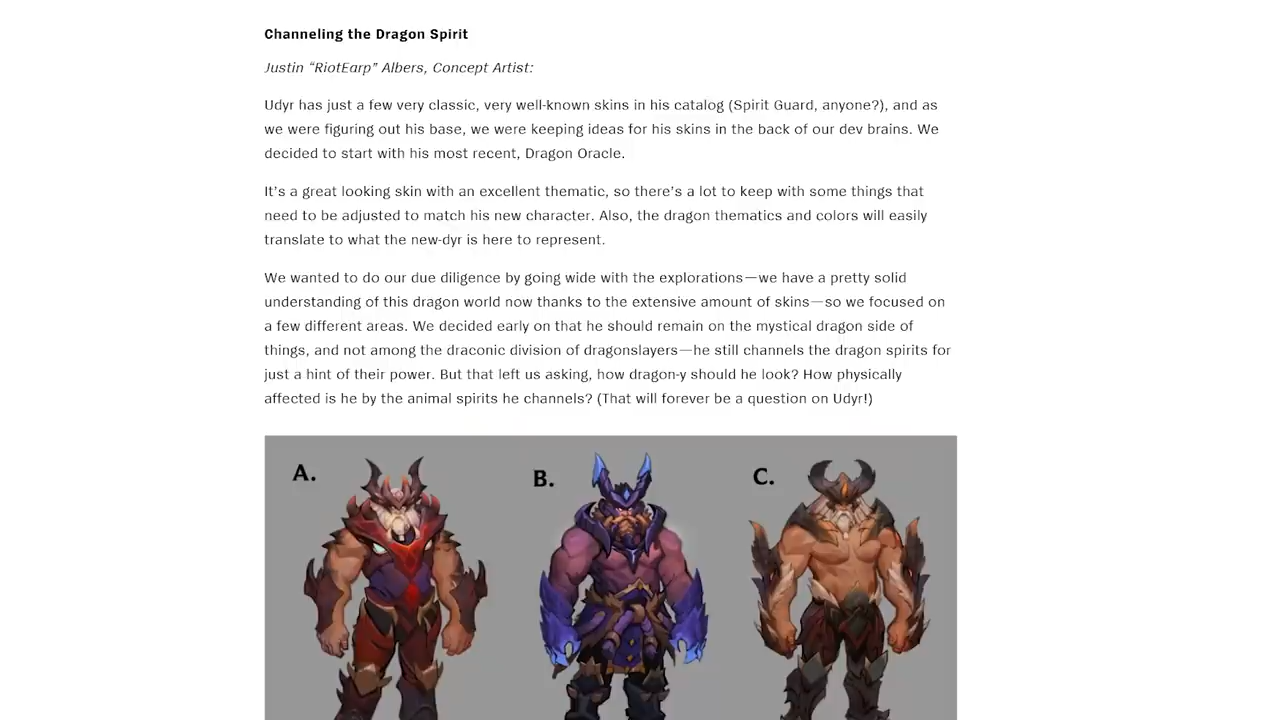 Channeling the Dragon Spirit
Justin “RiotEarp” Albers, Concept Artist:
Udyr has just a few very classic, very well-known skins in his catalog (Spirit Guard, anyone?), and as
we were figuring out his base, we were keeping ideas for his skins in the back of our dev brains. We
decided to start with his most recent, Dragon Oracle.
It’s a great looking skin with an excellent thematic, so there’s a lot to keep with some things that
need to be adjusted to match his new character. Also, the dragon thematics and colors will easily
translate to what the new-dyr is here to represent.
We wanted to do our due diligence by going wide with the explorations—we have a pretty solid
understanding of this dragon world now thanks to the extensive amount of skins—so we focused on
a few different areas. We decided early on that he should remain on the mystical dragon side of
things, and not among the draconic division of dragonslayers—he still channels the dragon spirits for
just a hint of their power. But that left us asking, how dragon-y should he look? How physically
affected is he by the animal spirits he channels? (That will forever be a question on Udyr!)
A. B. C.